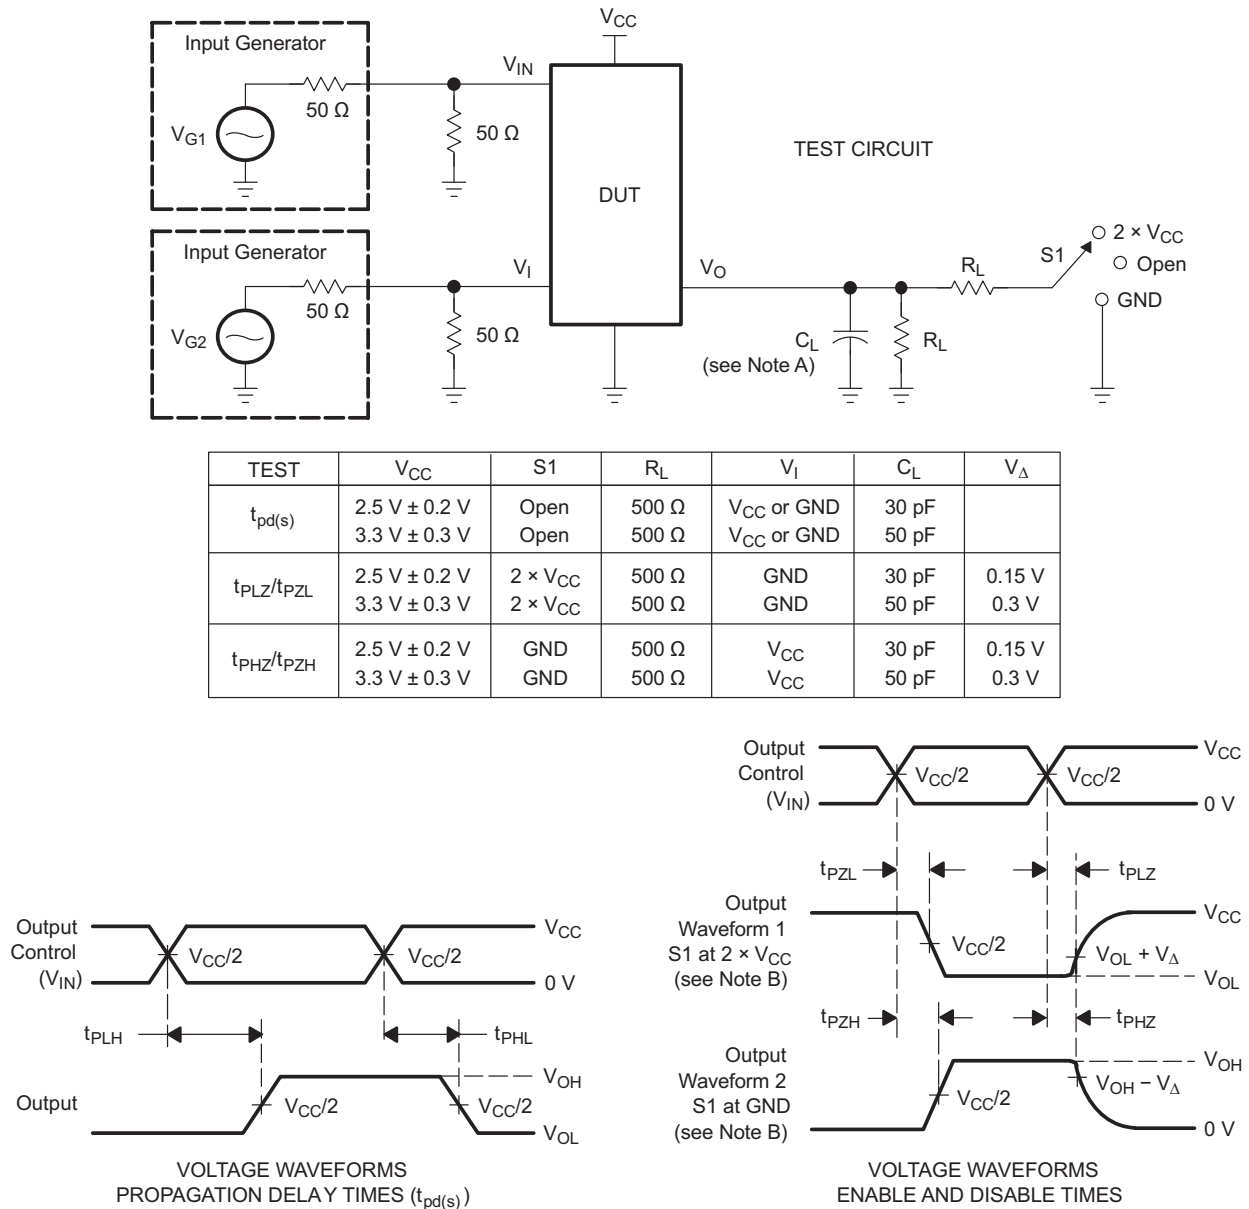 V_CC
Input Generator
V_IN
50 Ω
V_G1
50 Ω
TEST CIRCUIT
DUT
Input Generator
V_I
V_O
50 Ω
V_G2
50 Ω
R_L
S1
2 × V_CC
Open
GND
C_L
(see Note A)
R_L
TEST V_CC S1 R_L V_I C_L V_Δ
t_pd(s) 2.5 V ± 0.2 V Open 500 Ω V_CC or GND 30 pF
3.3 V ± 0.3 V Open 500 Ω V_CC or GND 50 pF
t_PLZ/t_PZL 2.5 V ± 0.2 V 2 × V_CC 500 Ω GND 30 pF 0.15 V
3.3 V ± 0.3 V 2 × V_CC 500 Ω GND 50 pF 0.3 V
t_PHZ/t_PZH 2.5 V ± 0.2 V GND 500 Ω V_CC 30 pF 0.15 V
3.3 V ± 0.3 V GND 500 Ω V_CC 50 pF 0.3 V
Output
Control
(V_IN)
V_CC/2
V_CC/2
V_CC
0 V
t_PLH
t_PHL
Output
V_CC/2
V_CC/2
V_OH
V_OL
VOLTAGE WAVEFORMS
PROPAGATION DELAY TIMES (t_pd(s))
Output
Control
(V_IN)
V_CC/2
V_CC/2
V_CC
0 V
t_PZL
t_PLZ
Output
Waveform 1
S1 at 2 × V_CC
(see Note B)
V_CC/2
V_CC
V_OL + V_Δ
V_OL
t_PZH
t_PHZ
Output
Waveform 2
S1 at GND
(see Note B)
V_CC/2
V_OH
V_OH − V_Δ
0 V
VOLTAGE WAVEFORMS
ENABLE AND DISABLE TIMES